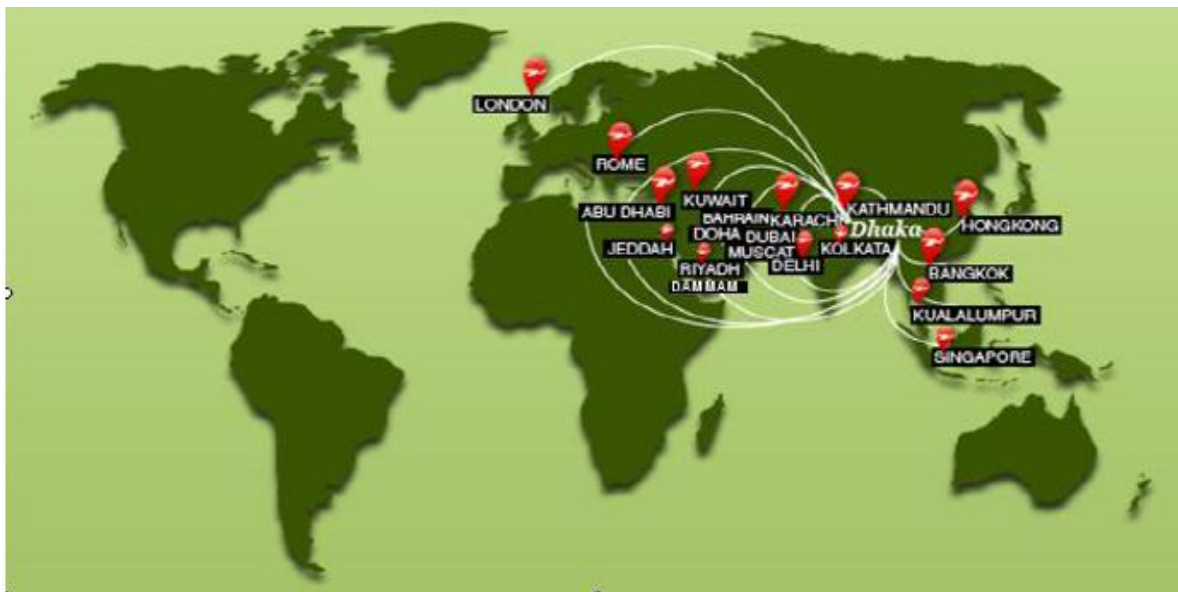 LONDON
ROME
KUWAIT
ABU DHABI
BAHRAIN
KARACHI
KATHMANDU
HONGKONG
DOHA
DUBAI
Dhaka
JEDDAH
MUSCAT
KOLKATA
RIYADH
DELHI
BANGKOK
DAMMAM
KUALALUMPUR
SINGAPORE